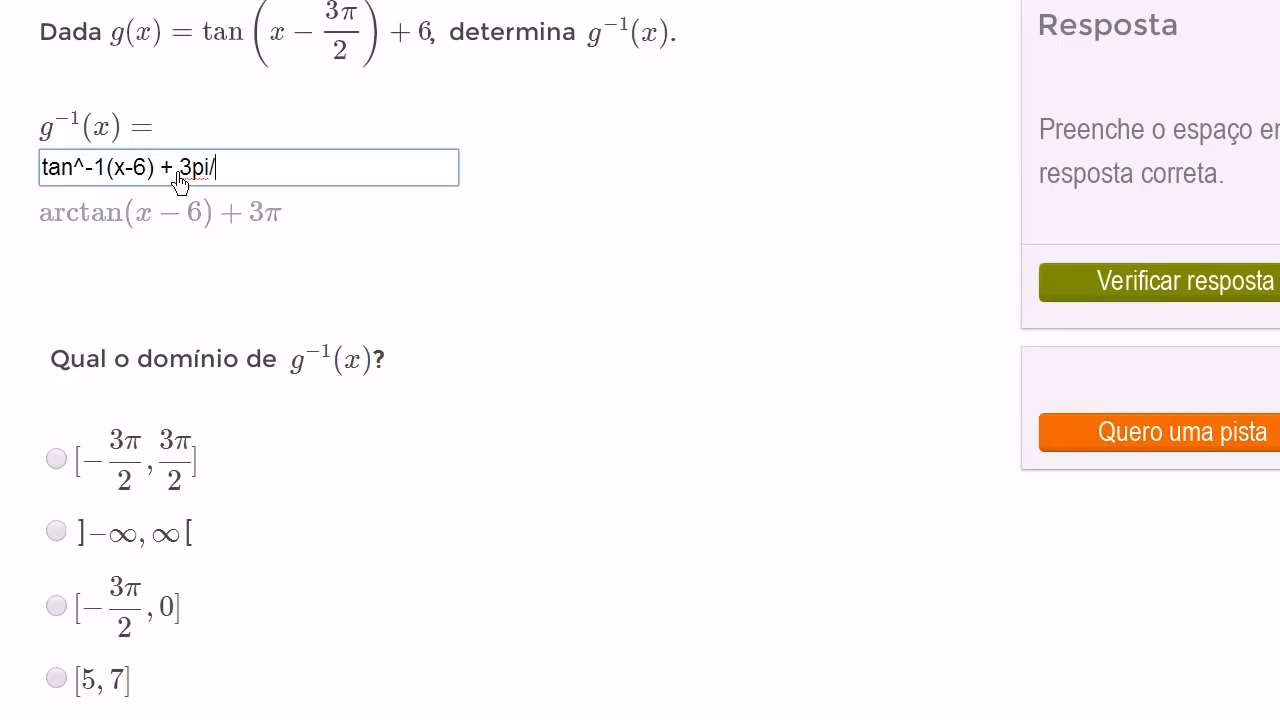 Dada g(x) = tan(x − 3π/2) + 6, determina g⁻¹(x).
g⁻¹(x) =
tan^-1(x-6) + 3pi/
arctan(x − 6) + 3π
Qual o domínio de g⁻¹(x)?
[−3π/2, 3π/2]
]−∞, ∞[
[−3π/2, 0]
[5, 7]
Resposta
Preenche o espaço
resposta correta.
Verificar resposta
Quero uma pista